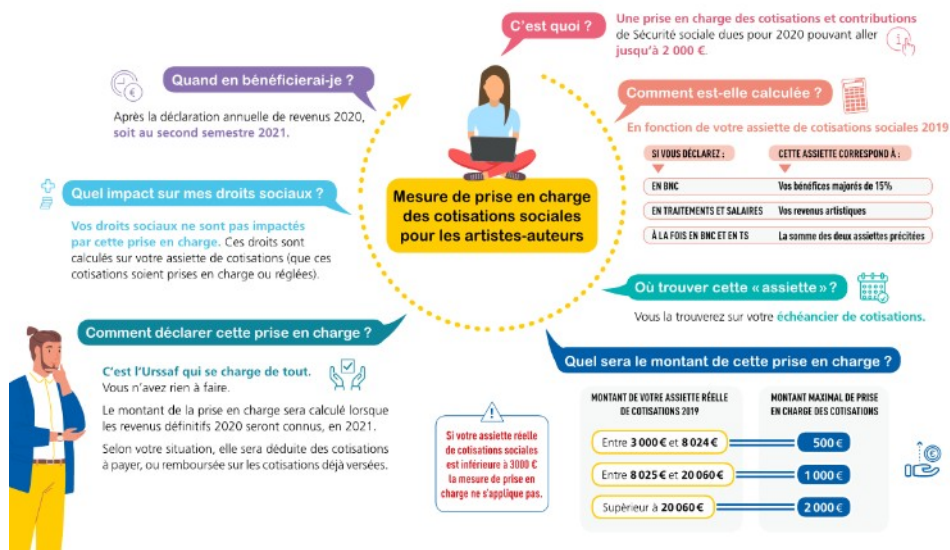 C'est quoi ?
Une prise en charge des cotisations et contributions
de Sécurité sociale dues pour 2020 pouvant aller
jusqu'à 2 000 €.
Comment est-elle calculée ?
En fonction de votre assiette de cotisations sociales 2019
SI VOUS DÉCLAREZ :
CETTE ASSIETTE CORRESPOND À :
EN BNC
Vos bénéfices majorés de 15%
EN TRAITEMENTS ET SALAIRES
Vos revenus artistiques
À LA FOIS EN BNC ET EN TS
La somme des deux assiettes précitées
Où trouver cette « assiette » ?
Vous la trouverez sur votre échéancier de cotisations.
Quel sera le montant de cette prise en charge ?
MONTANT DE VOTRE ASSIETTE RÉELLE
DE COTISATIONS 2019
MONTANT MAXIMAL DE PRISE
EN CHARGE DES COTISATIONS
Entre 3 000 € et 8 024 €
500 €
Entre 8 025 € et 20 060 €
1 000 €
Supérieur à 20 060 €
2 000 €
Si votre assiette réelle
de cotisations sociales
est inférieure à 3000 €
la mesure de prise en
charge ne s'applique pas.
Comment déclarer cette prise en charge ?
C'est l'Urssaf qui se charge de tout.
Vous n'avez rien à faire.
Le montant de la prise en charge sera calculé lorsque
les revenus définitifs 2020 seront connus, en 2021.
Selon votre situation, elle sera déduite des cotisations
à payer, ou remboursée sur les cotisations déjà versées.
Quel impact sur mes droits sociaux ?
Vos droits sociaux ne sont pas impactés
par cette prise en charge. Ces droits sont
calculés sur votre assiette de cotisations (que ces
cotisations soient prises en charge ou réglées).
Quand en bénéficierai-je ?
Après la déclaration annuelle de revenus 2020,
soit au second semestre 2021.
Mesure de prise en charge
des cotisations sociales
pour les artistes-auteurs